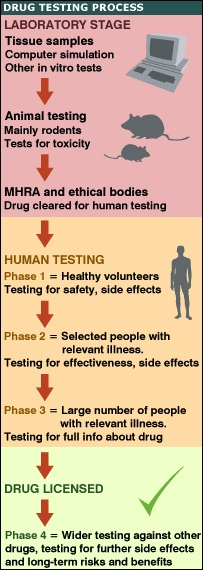 DRUG TESTING PROCESS
LABORATORY STAGE
Tissue samples
Computer simulation
Other in vitro tests
Animal testing
Mainly rodents
Tests for toxicity
MHRA and ethical bodies
Drug cleared for human testing
HUMAN TESTING
Phase 1 = Healthy volunteers
Testing for safety, side effects
Phase 2 = Selected people with
relevant illness.
Testing for effectiveness, side effects
Phase 3 = Large number of people
with relevant illness.
Testing for full info about drug
DRUG LICENSED
Phase 4 = Wider testing against other
drugs, testing for further side effects
and long-term risks and benefits